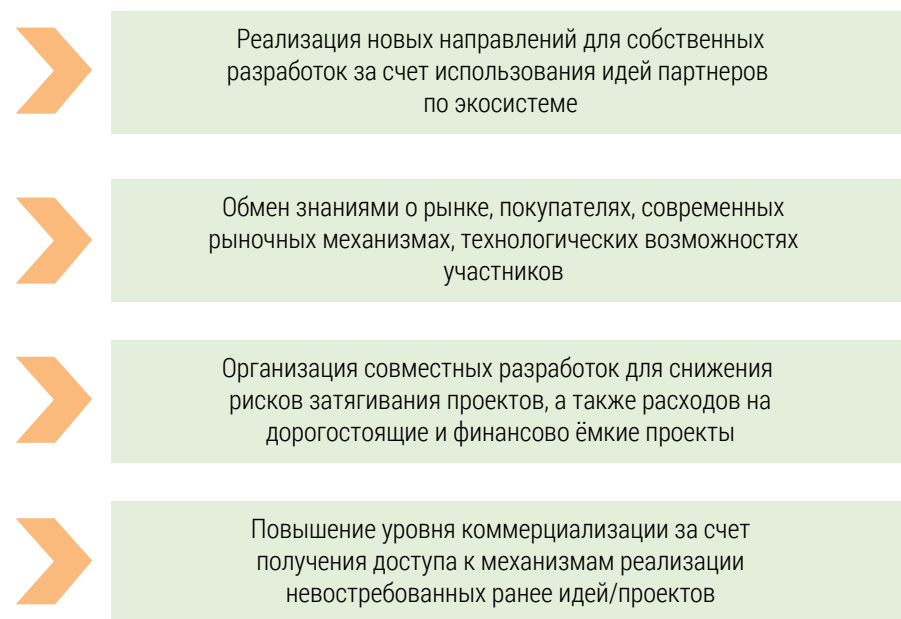 Реализация новых направлений для собственных
разработок за счет использования идей партнеров
по экосистеме
Обмен знаниями о рынке, покупателях, современных
рыночных механизмах, технологических возможностях
участников
Организация совместных разработок для снижения
рисков затягивания проектов, а также расходов на
дорогостоящие и финансово ёмкие проекты
Повышение уровня коммерциализации за счет
получения доступа к механизмам реализации
невостребованных ранее идей/проектов